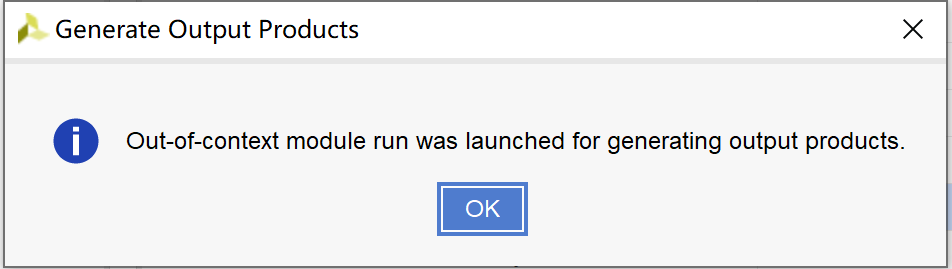 Generate Output Products
Out-of-context module run was launched for generating output products.
OK